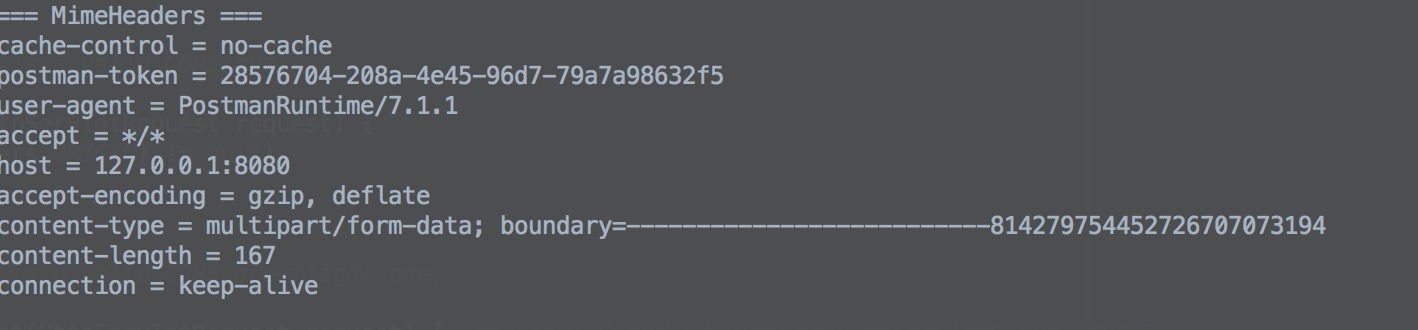 === MimeHeaders ===
cache-control = no-cache
postman-token = 28576704-208a-4e45-96d7-79a7a98632f5
user-agent = PostmanRuntime/7.1.1
accept = */*
host = 127.0.0.1:8080
accept-encoding = gzip, deflate
content-type = multipart/form-data; boundary=--------------------------814279754452726707073194
content-length = 167
connection = keep-alive